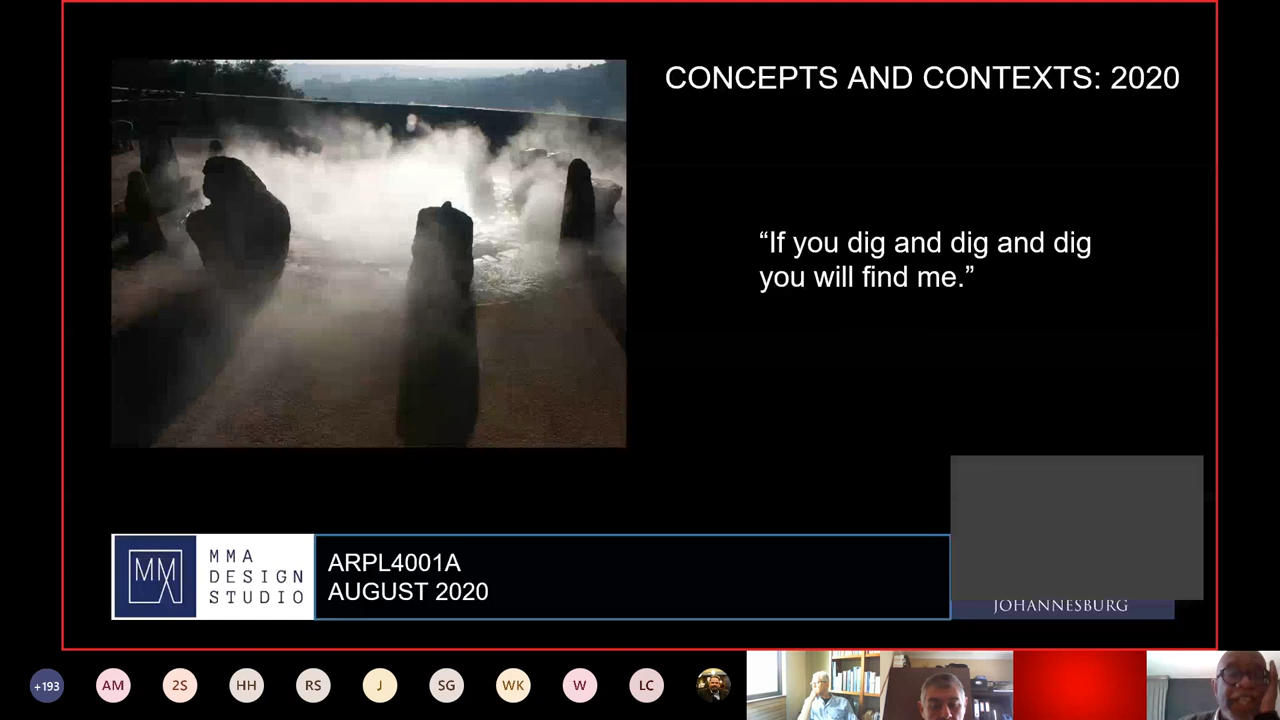 CONCEPTS AND CONTEXTS: 2020
“If you dig and dig and dig
you will find me.”
MMA
DESIGN
STUDIO
MMA
ARPL4001A
AUGUST 2020
JOHANNESBURG
+193
AM
2S
HH
RS
J
SG
WK
W
LC